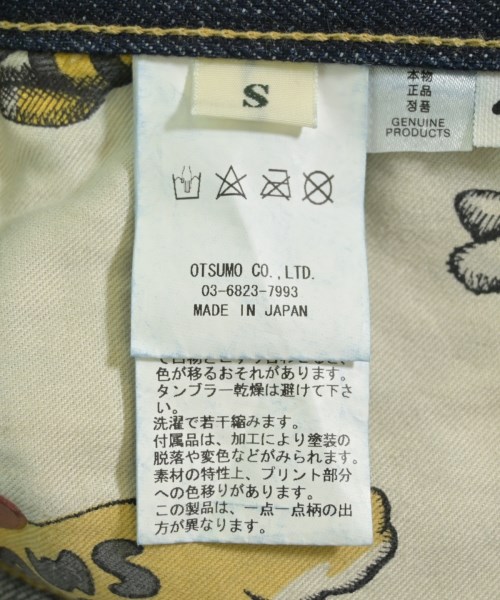 S
本物
正品
정품
GENUINE
PRODUCTS
OTSUMO CO.,LTD.
03-6823-7993
MADE IN JAPAN
色が移るおそれがあります。
タンブラー乾燥は避けて下さ
い。
洗濯で若干縮みます。
付属品は、加工により塗装の
脱落や変色などがみられます。
素材の特性上、プリント部分
への色移りがあります。
この製品は、一点一点柄の出
方が異なります。